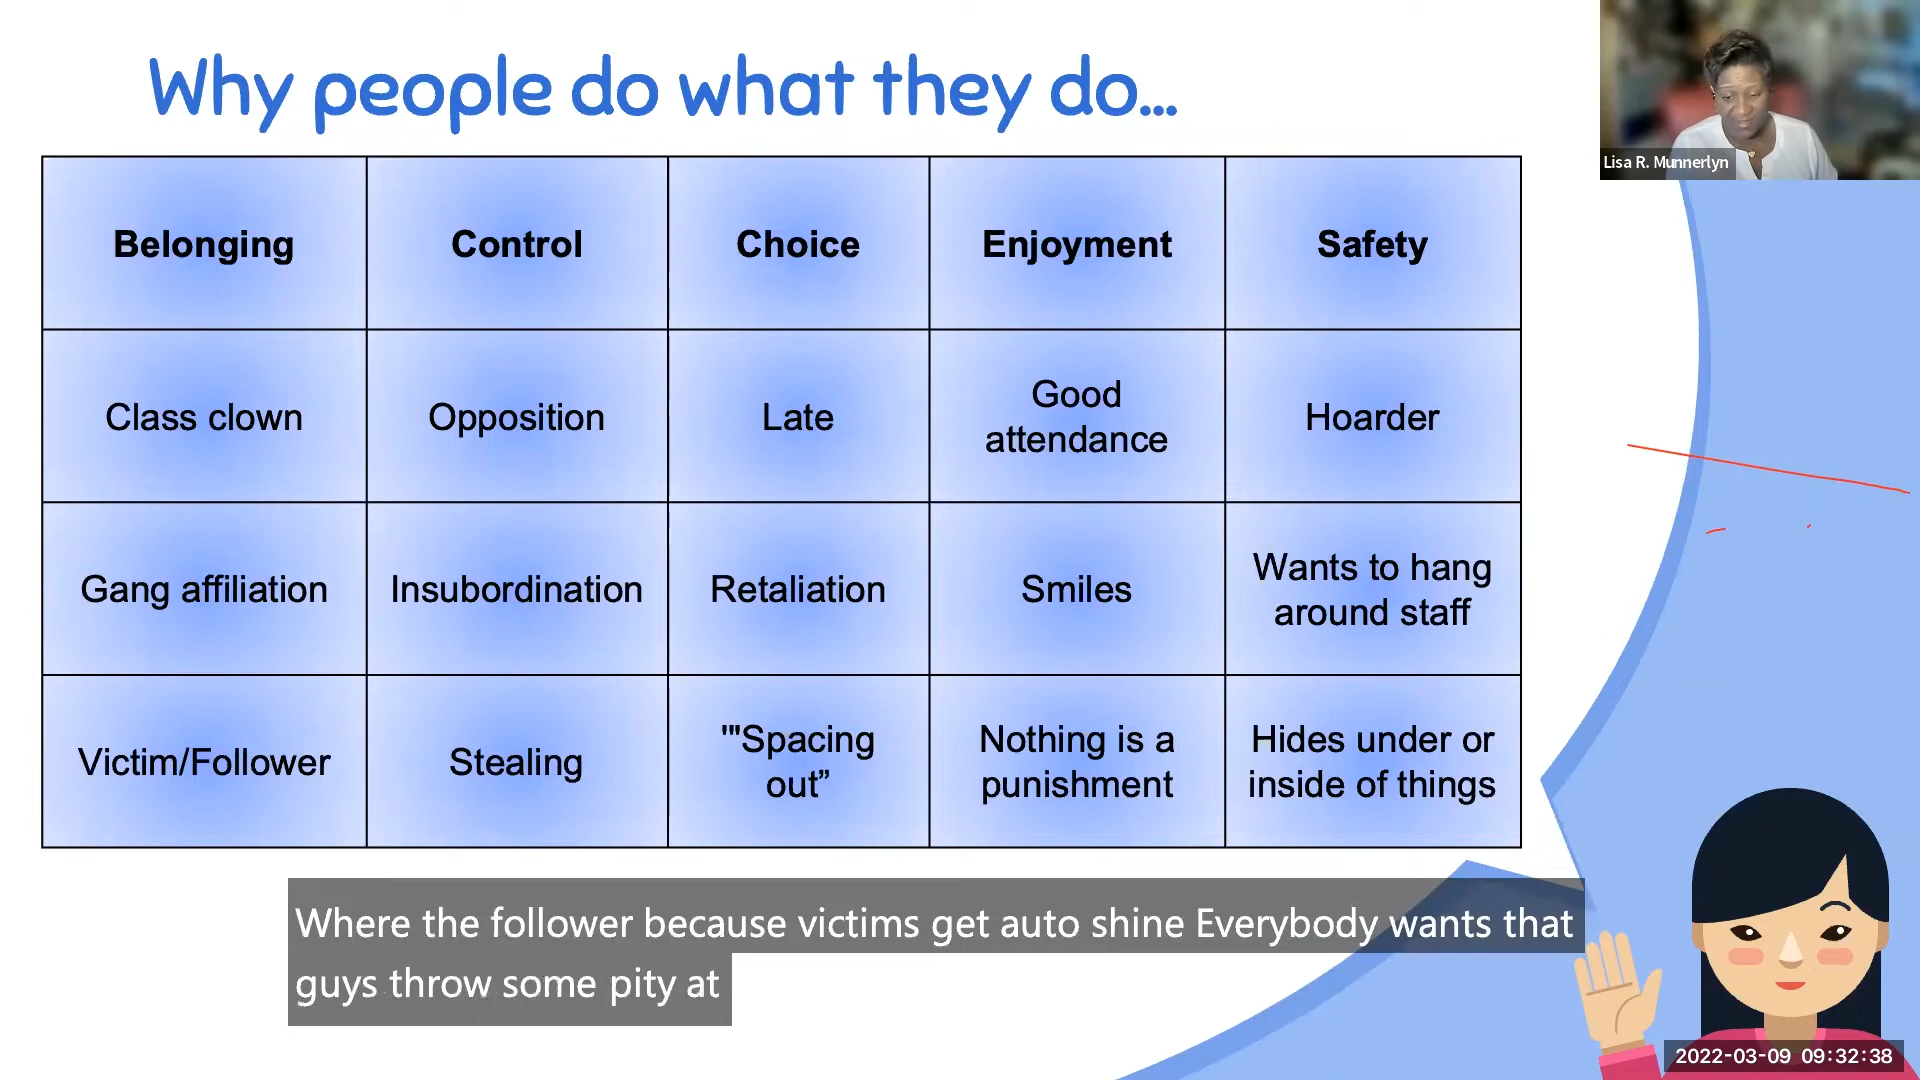 Why people do what they do...
Lisa R. Munnerlyn
Belonging
Control
Choice
Enjoyment
Safety
Class clown
Opposition
Late
Good
attendance
Hoarder
Gang affiliation
Insubordination
Retaliation
Smiles
Wants to hang
around staff
Victim/Follower
Stealing
'"Spacing
out”
Nothing is a
punishment
Hides under or
inside of things
Where the follower because victims get auto shine Everybody wants that
guys throw some pity at
2022-03-09 09:32:38